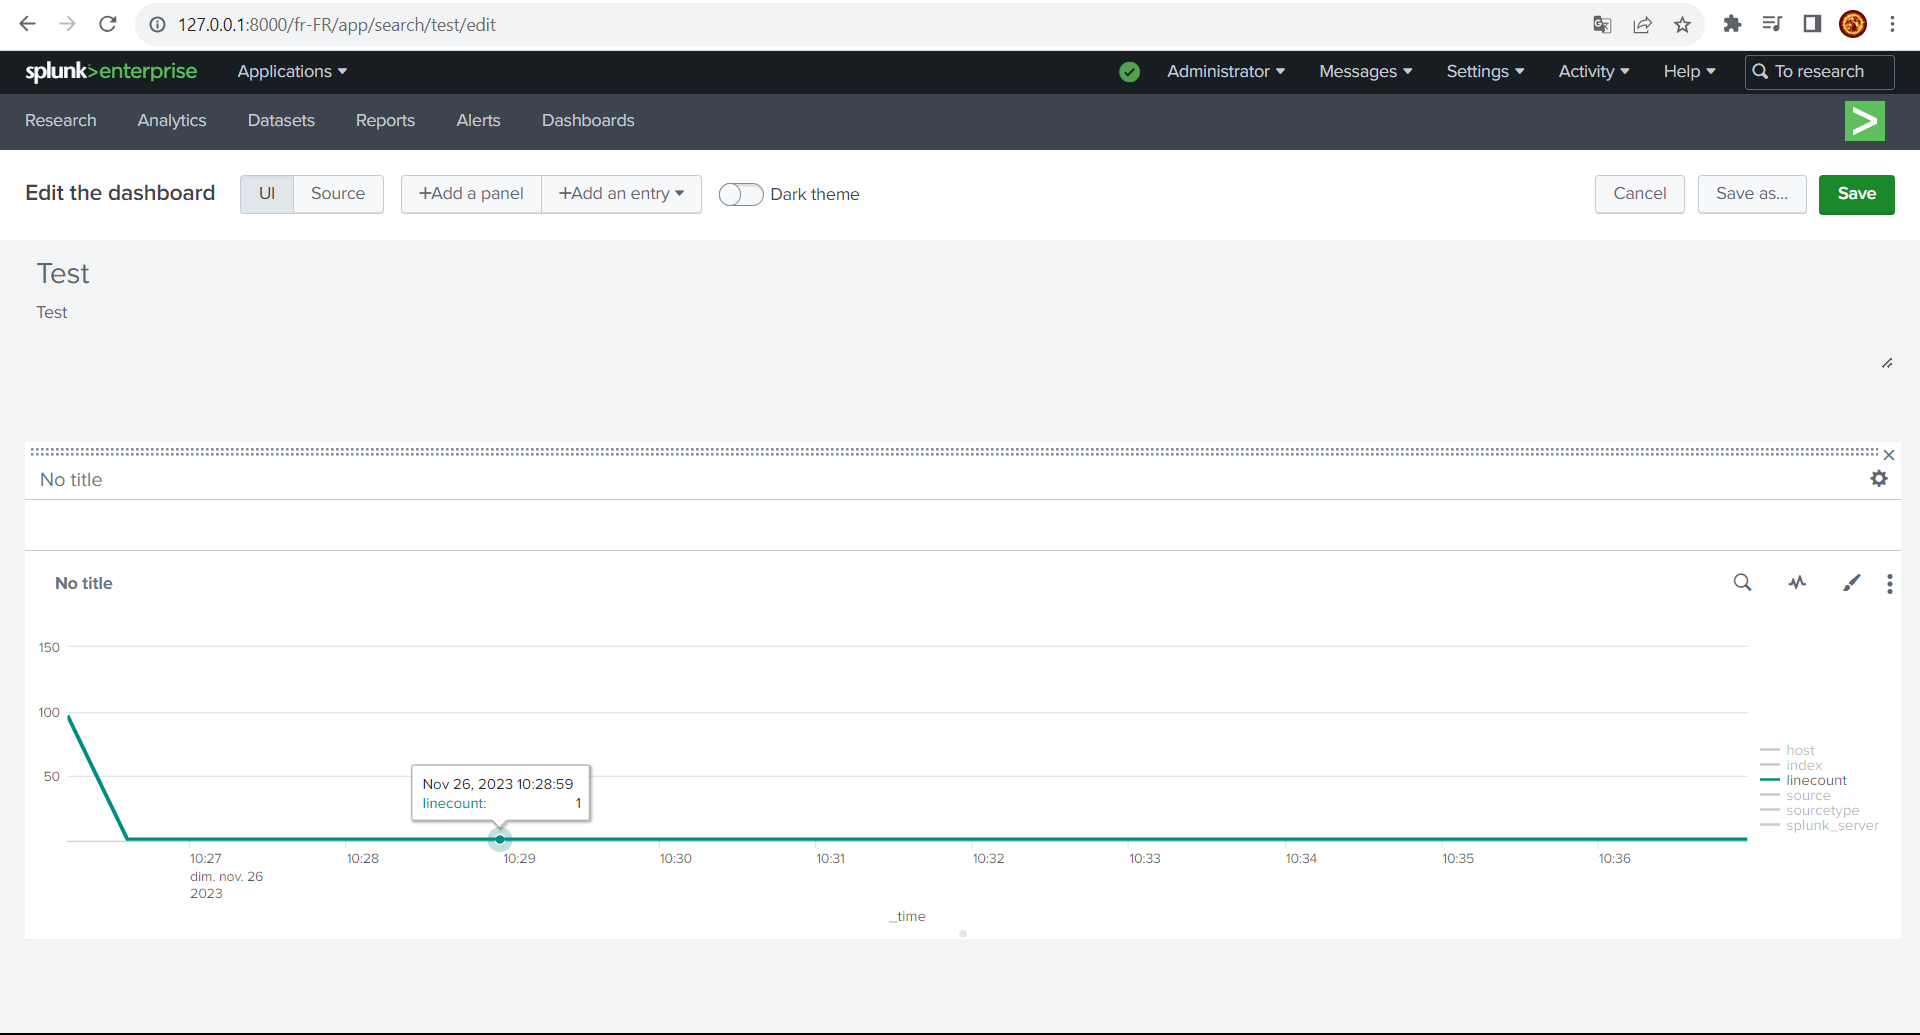 127.0.0.1:8000/fr-FR/app/search/test/edit
splunk>enterprise Applications Administrator Messages Settings Activity Help To research
Research Analytics Datasets Reports Alerts Dashboards
Edit the dashboard UI Source +Add a panel +Add an entry Dark theme Cancel Save as... Save
Test
Test
No title
No title
150
100
50
Nov 26, 2023 10:28:59
linecount: 1
host
index
linecount
source
sourcetype
splunk_server
10:27 10:28 10:29 10:30 10:31 10:32 10:33 10:34 10:35 10:36
dim. nov. 26
2023
_time